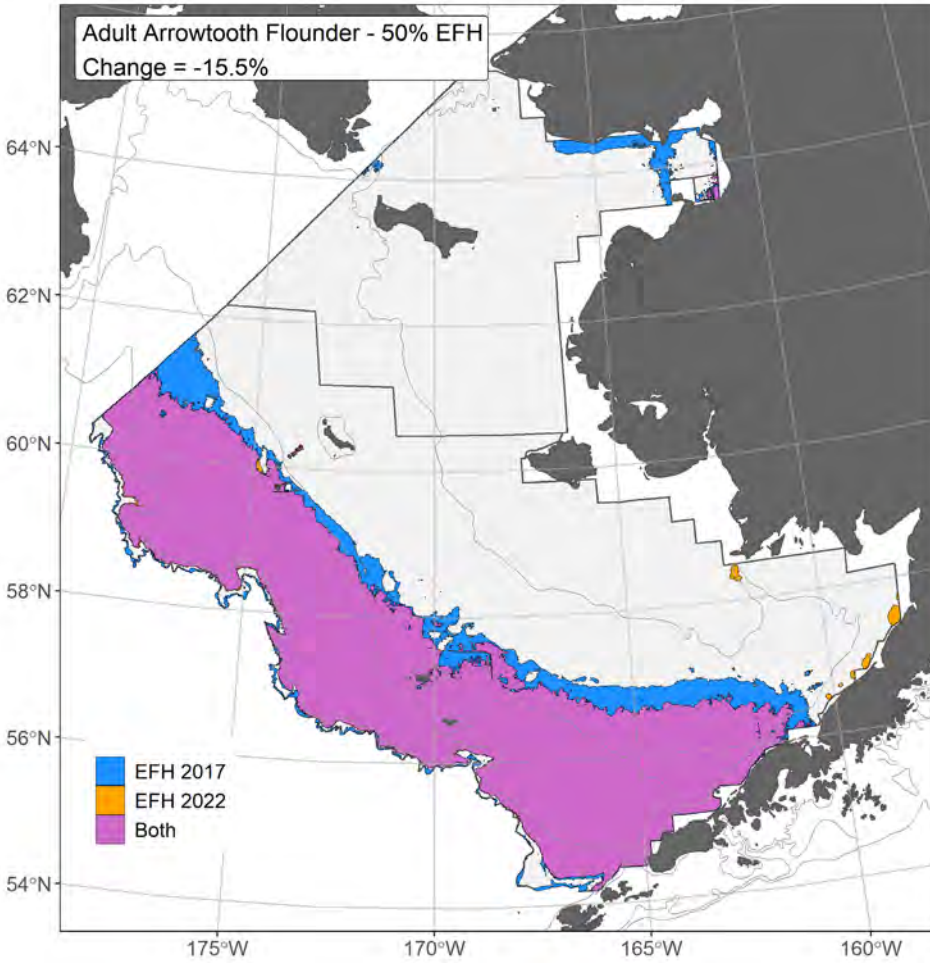 Adult Arrowtooth Flounder - 50% EFH
Change = -15.5%
64°N
62°N
60°N
58°N
56°N
54°N
EFH 2017
EFH 2022
Both
175°W
170°W
165°W
160°W